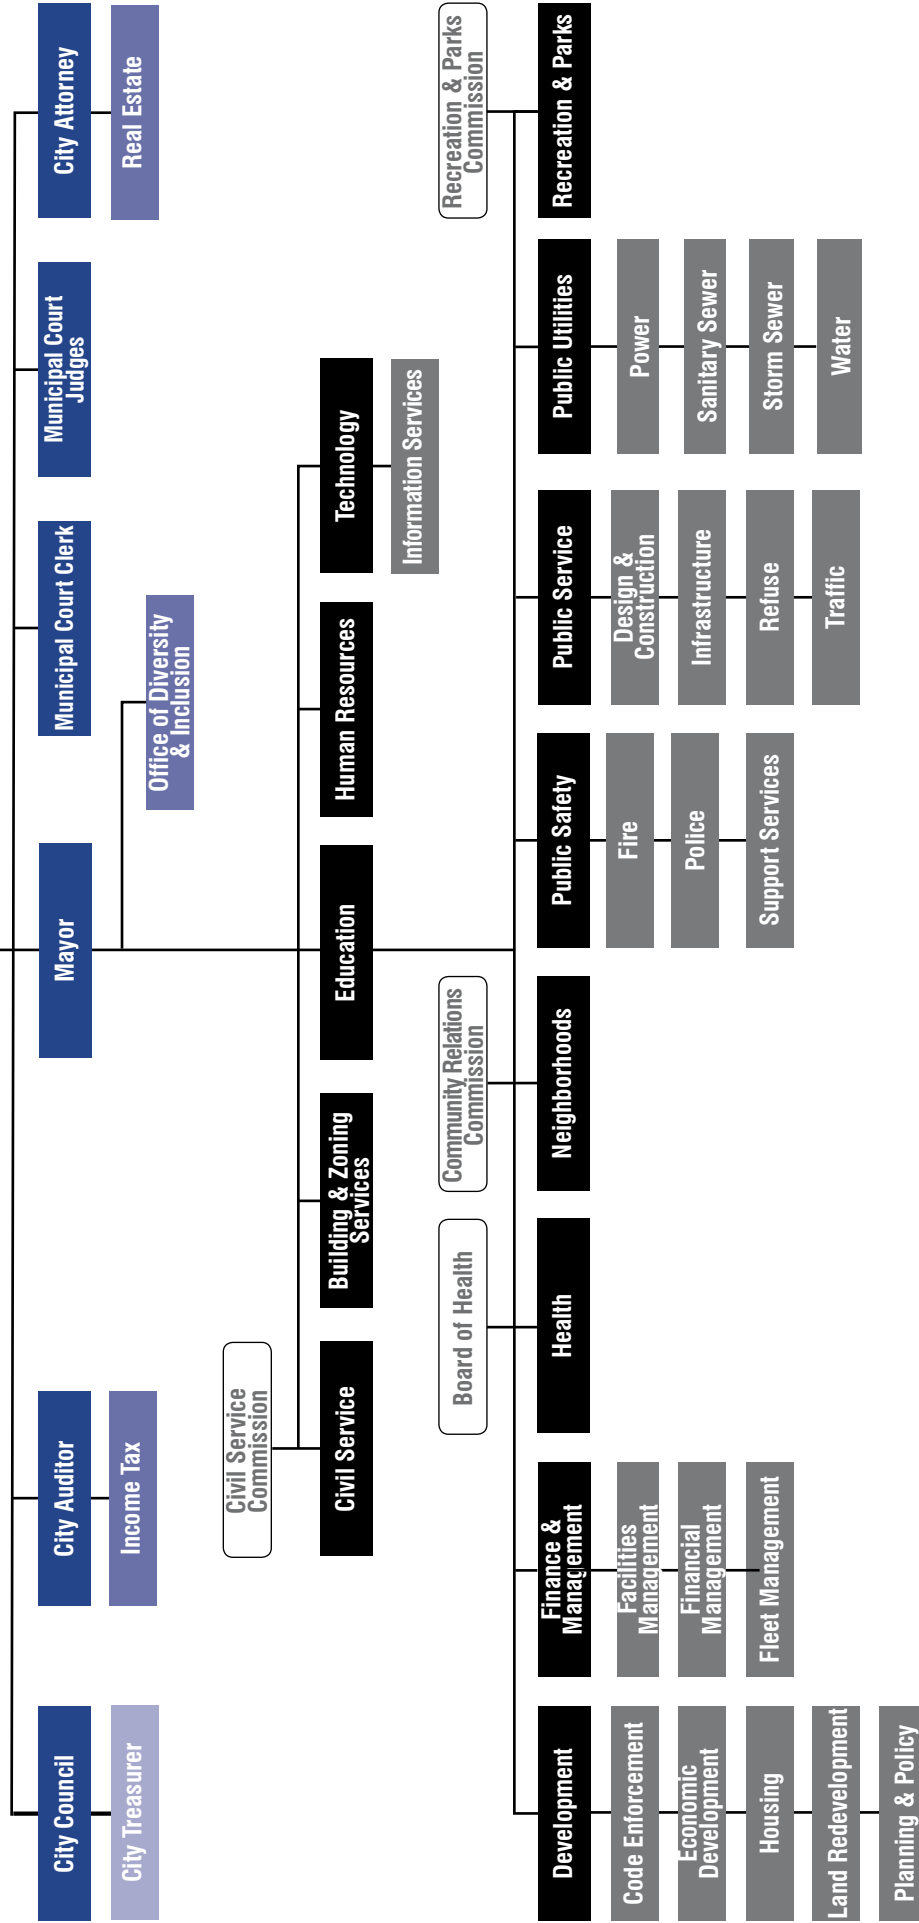 City Council
City Treasurer
City Auditor
Income Tax
Mayor
Office of Diversity
& Inclusion
Municipal Court Clerk
Municipal Court
Judges
City Attorney
Real Estate
Civil Service
Commission
Civil Service
Building & Zoning
Services
Education
Human Resources
Technology
Information Services
Board of Health
Community Relations
Commission
Recreation & Parks
Commission
Development
Code Enforcement
Economic
Development
Housing
Land Redevelopment
Planning & Policy
Finance &
Management
Facilities
Management
Financial
Management
Fleet Management
Health
Neighborhoods
Public Safety
Fire
Police
Support Services
Public Service
Design &
Construction
Infrastructure
Refuse
Traffic
Public Utilities
Power
Sanitary Sewer
Storm Sewer
Water
Recreation & Parks